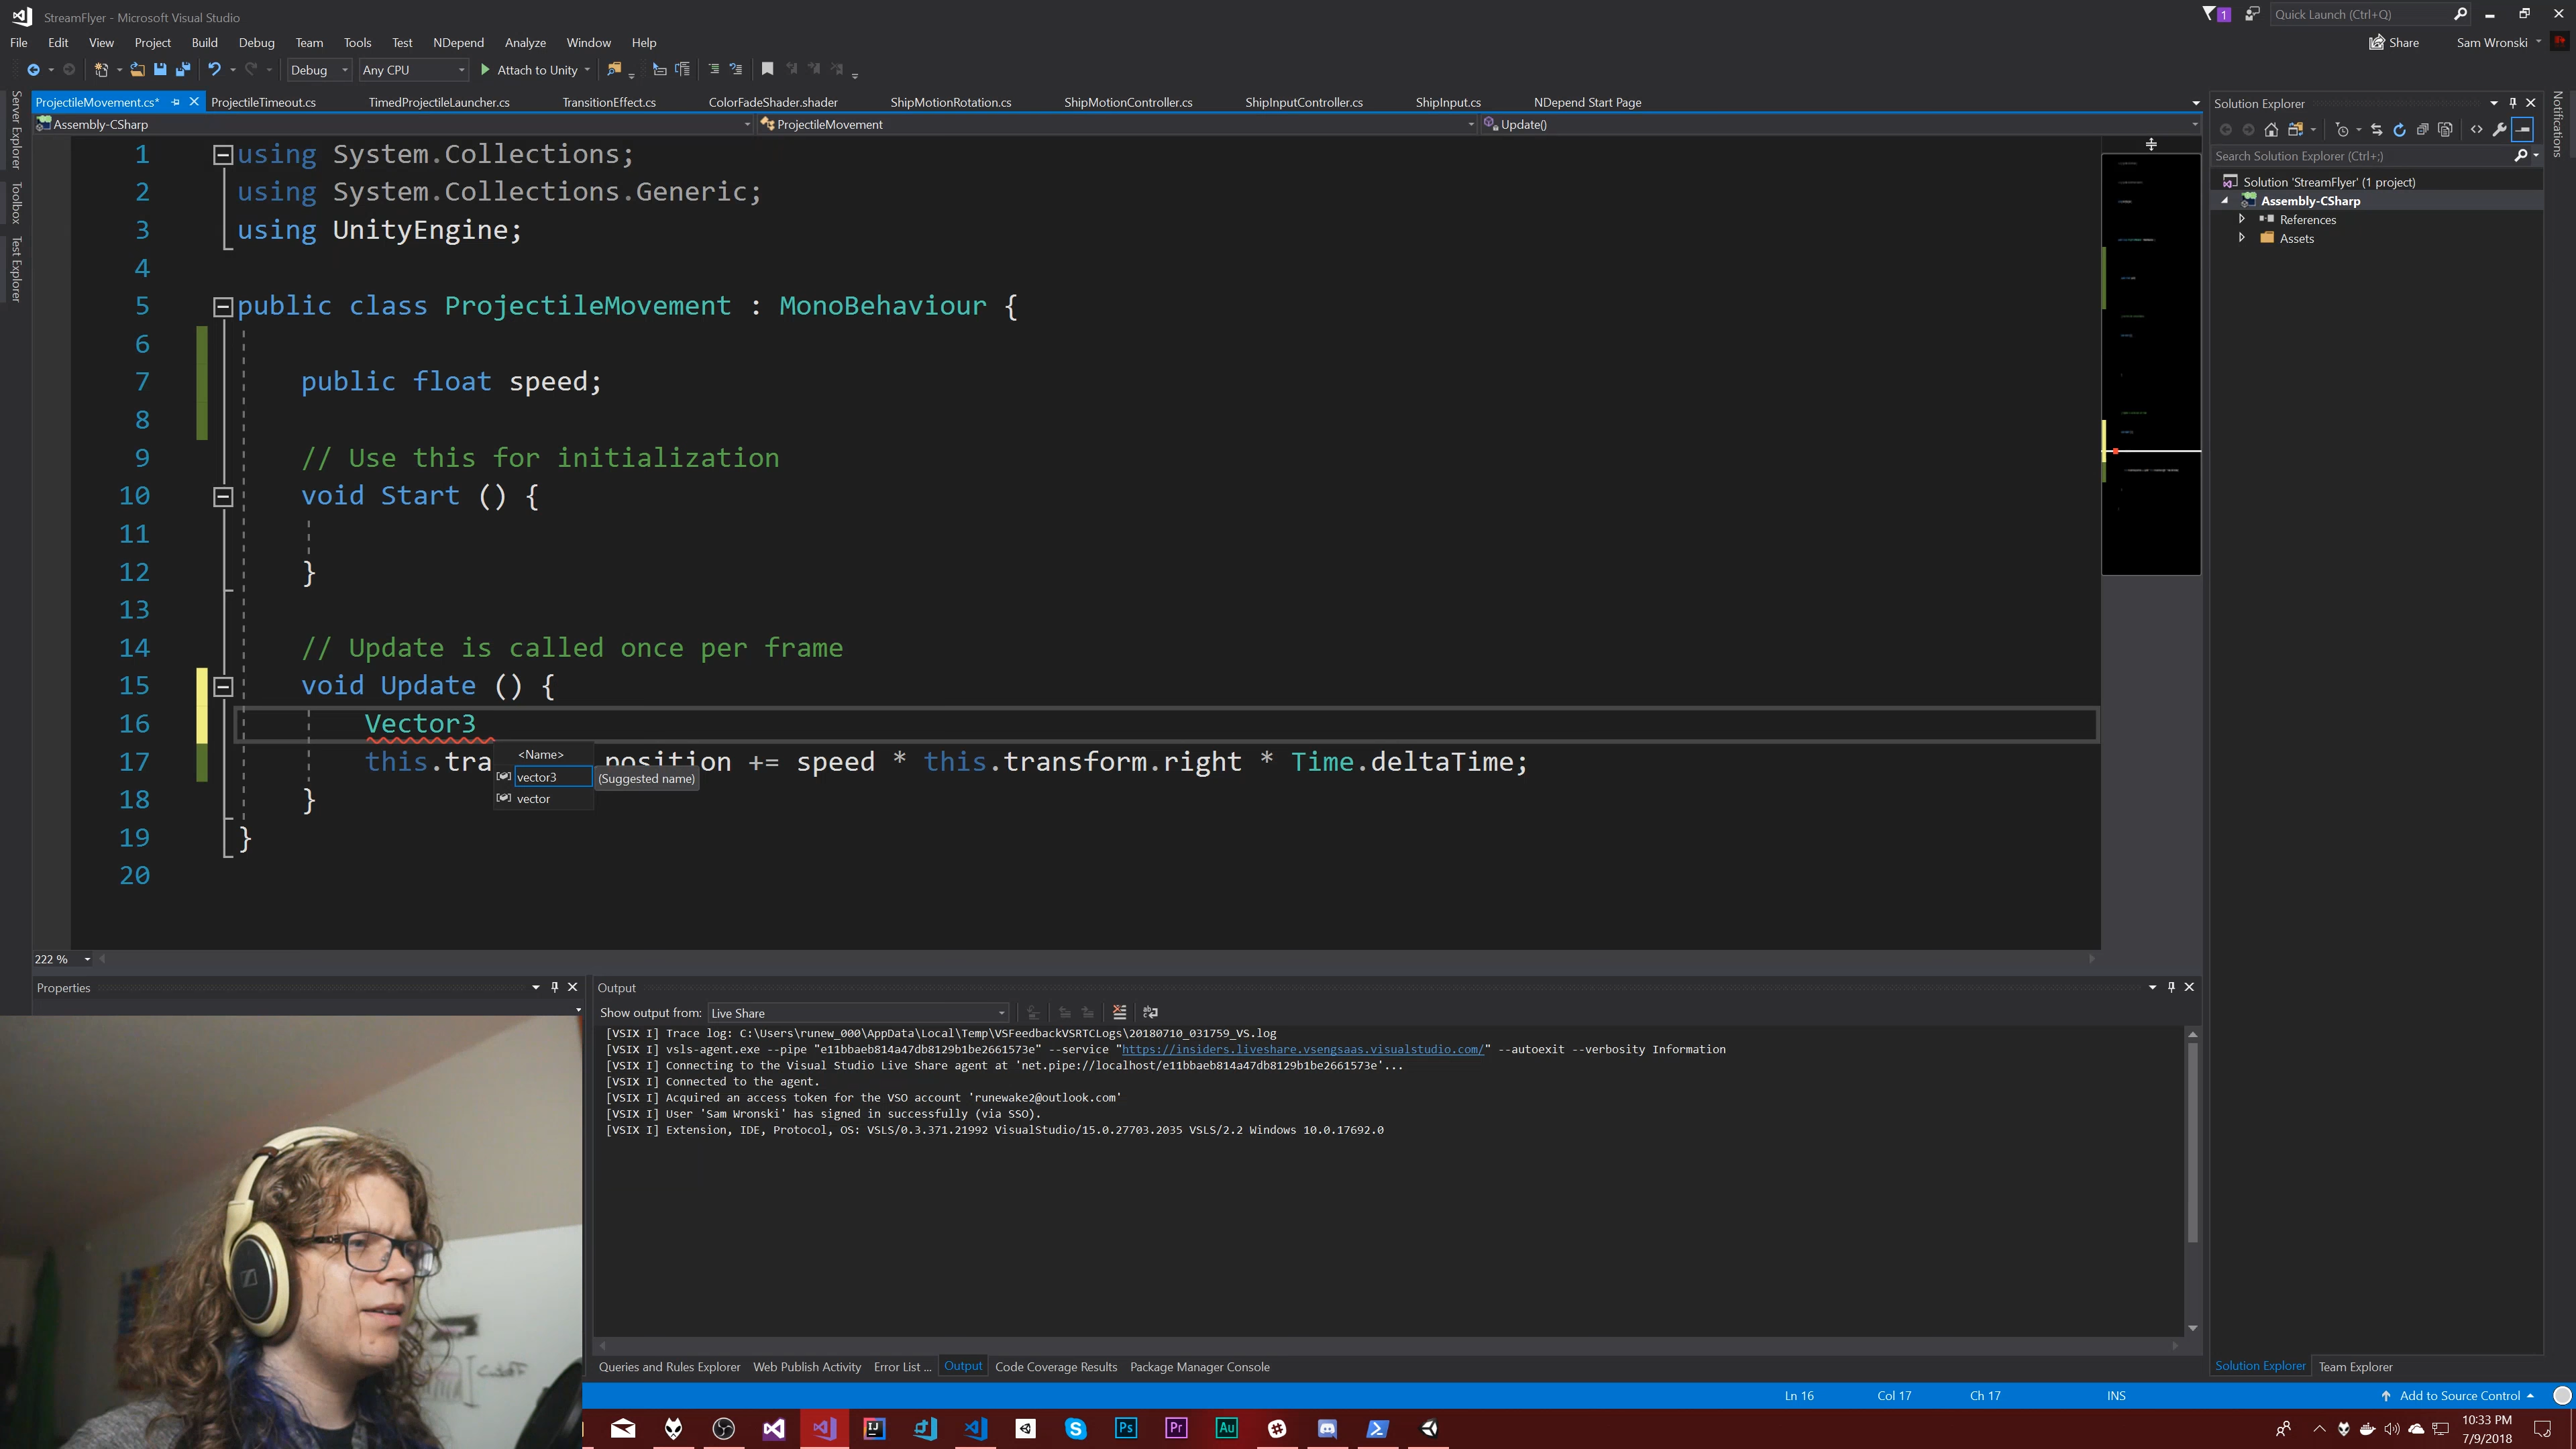 StreamFlyer - Microsoft Visual Studio
1
Quick Launch (Ctrl+Q)
File Edit View Project Build Debug Team Tools Test NDepend Analyze Window Help
Share
Sam Wronski
Debug
Any CPU
Attach to Unity
Server Explorer
Toolbox
Test Explorer
Notifications
ProjectileMovement.cs*
ProjectileTimeout.cs
TimedProjectileLauncher.cs
TransitionEffect.cs
ColorFadeShader.shader
ShipMotionRotation.cs
ShipMotionController.cs
ShipInputController.cs
ShipInput.cs
NDepend Start Page
Assembly-CSharp
ProjectileMovement
Update()
1 using System.Collections;
2 using System.Collections.Generic;
3 using UnityEngine;
4
5 public class ProjectileMovement : MonoBehaviour {
6
7 public float speed;
8
9 // Use this for initialization
10 void Start () {
11
12 }
13
14 // Update is called once per frame
15 void Update () {
16 Vector3
17 this.tra position += speed * this.transform.right * Time.deltaTime;
18 }
19 }
20
<Name>
vector3
(Suggested name)
vector
Solution Explorer
Search Solution Explorer (Ctrl+;)
Solution 'StreamFlyer' (1 project)
Assembly-CSharp
References
Assets
222 %
Properties
Output
Show output from: Live Share
[VSIX I] Trace log: C:\Users\runew_000\AppData\Local\Temp\VSFeedbackVSRTCLogs\20180710_031759_VS.log
[VSIX I] vsls-agent.exe --pipe "e11bbaeb814a47db8129b1be2661573e" --service "https://insiders.liveshare.vsengsaas.visualstudio.com/" --autoexit --verbosity Information
[VSIX I] Connecting to the Visual Studio Live Share agent at 'net.pipe://localhost/e11bbaeb814a47db8129b1be2661573e'...
[VSIX I] Connected to the agent.
[VSIX I] Acquired an access token for the VSO account 'runewake2@outlook.com'
[VSIX I] User 'Sam Wronski' has signed in successfully (via SSO).
[VSIX I] Extension, IDE, Protocol, OS: VSLS/0.3.371.21992 VisualStudio/15.0.27703.2035 VSLS/2.2 Windows 10.0.17692.0
Queries and Rules Explorer
Web Publish Activity
Error List ...
Output
Code Coverage Results
Package Manager Console
Solution Explorer
Team Explorer
Ln 16
Col 17
Ch 17
INS
Add to Source Control
IJ
Ps
Pr
Au
10:33 PM
7/9/2018